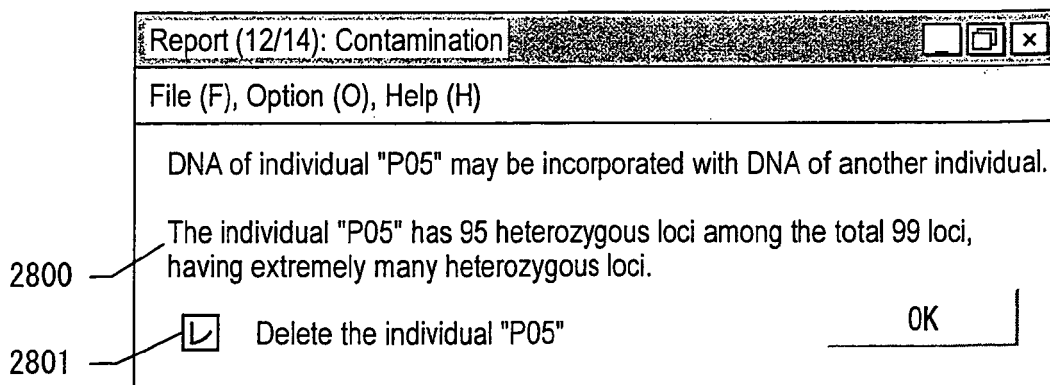 Report (12/14): Contamination
File (F), Option (O), Help (H)
DNA of individual "P05" may be incorporated with DNA of another individual.
The individual "P05" has 95 heterozygous loci among the total 99 loci,
having extremely many heterozygous loci.
2800
Delete the individual "P05"
OK
2801